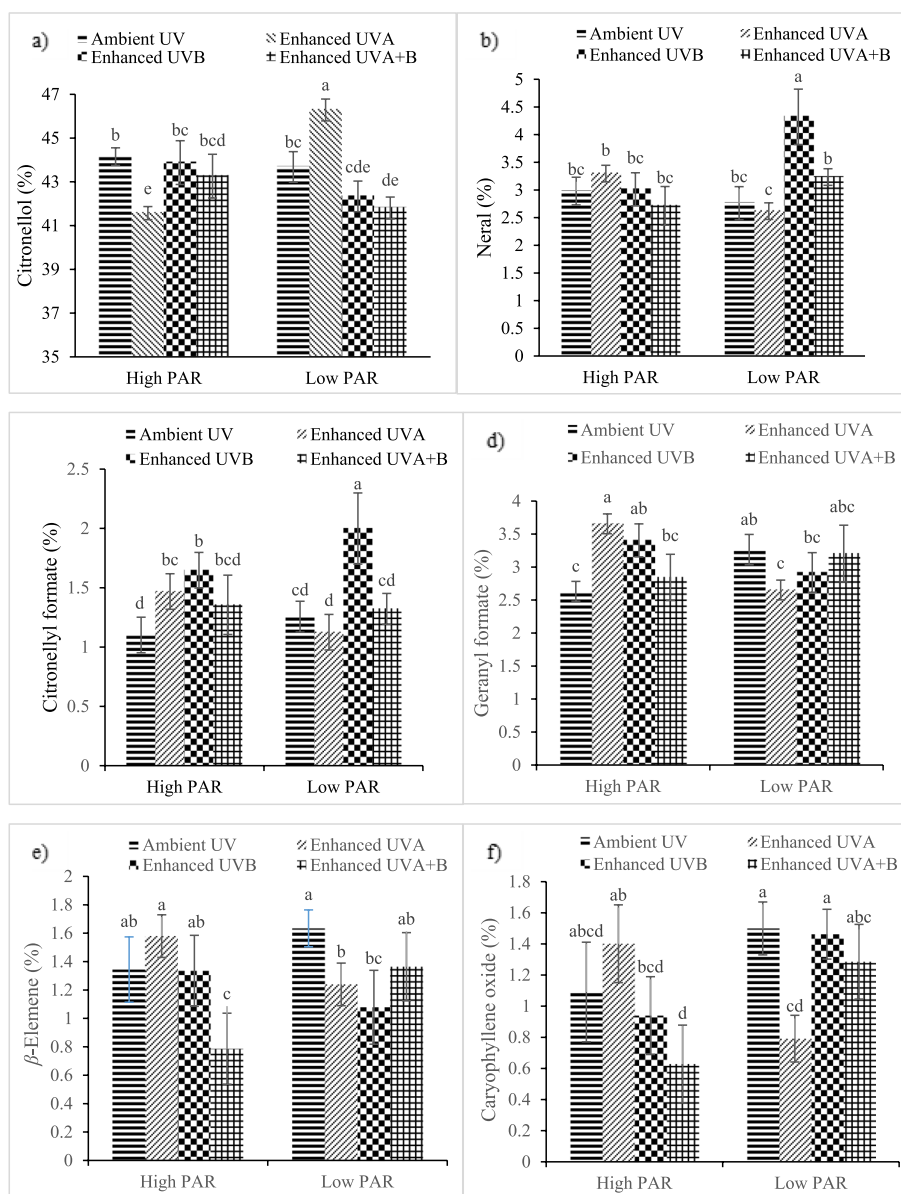 a)
Ambient UV Enhanced UVA
Enhanced UVB Enhanced UVA+B
47
45
43
41
39
37
35
Citronellol (%)
b e bc bcd bc a cde de
High PAR Low PAR
b)
Ambient UV Enhanced UVA
Enhanced UVB Enhanced UVA+B
5
4.5
4
3.5
3
2.5
2
1.5
1
0.5
0
Neral (%)
bc b bc bc bc c a b
High PAR Low PAR
Ambient UV Enhanced UVA
Enhanced UVB Enhanced UVA+B
2.5
2
1.5
1
0.5
0
Citronellyl formate (%)
d bc b bcd cd d a cd
High PAR Low PAR
d)
Ambient UV Enhanced UVA
Enhanced UVB Enhanced UVA+B
4
3.5
3
2.5
2
1.5
1
0.5
0
Geranyl formate (%)
c a ab bc ab c bc abc
High PAR Low PAR
e)
Ambient UV Enhanced UVA
Enhanced UVB Enhanced UVA+B
2
1.8
1.6
1.4
1.2
1
0.8
0.6
0.4
0.2
0
β-Elemene (%)
ab a ab c a b bc ab
High PAR Low PAR
f)
Ambient UV Enhanced UVA
Enhanced UVB Enhanced UVA+B
1.8
1.6
1.4
1.2
1
0.8
0.6
0.4
0.2
0
Caryophyllene oxide (%)
abcd ab bcd d a cd a abc
High PAR Low PAR